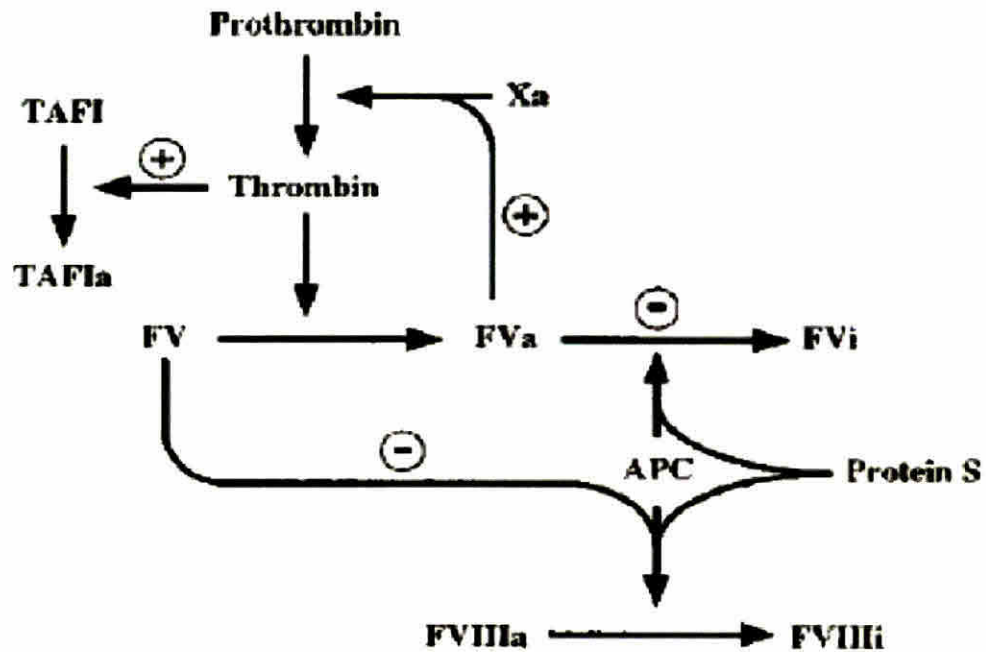 Prothrombin
TAFI
Xa
+
Thrombin
+
TAFIa
−
FV
FVa
FVi
−
APC
Protein S
FVIIIa
FVIIIi